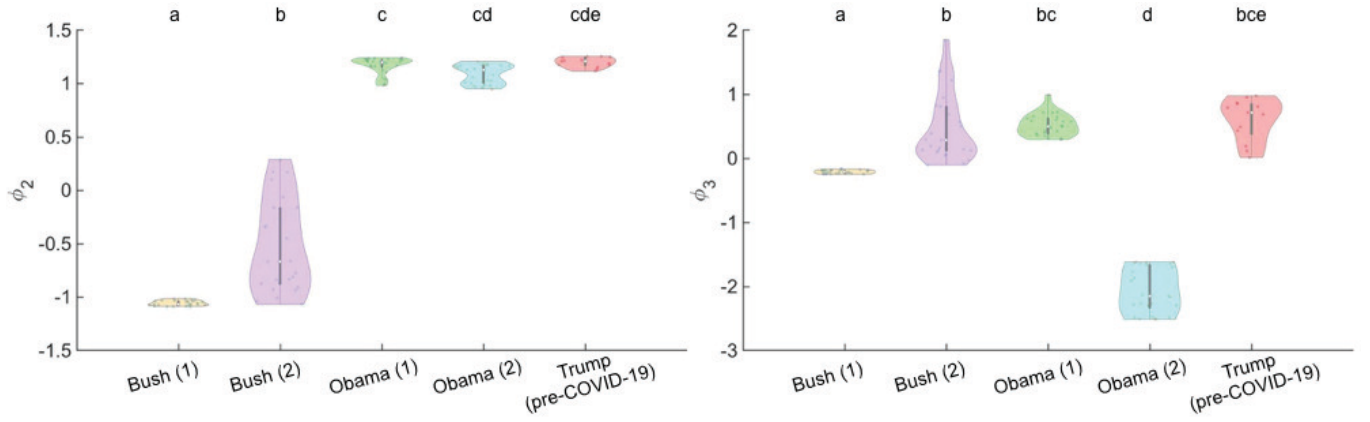 a b c cd cde
1.5
1
0.5
0
-0.5
-1
-1.5
ϕ2
Bush (1)
Bush (2)
Obama (1)
Obama (2)
Trump
(pre-COVID-19)
a b bc d bce
2
1
0
-1
-2
-3
ϕ3
Bush (1)
Bush (2)
Obama (1)
Obama (2)
Trump
(pre-COVID-19)